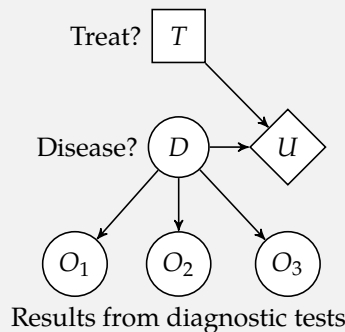 Treat? T
Disease? D U
O1 O2 O3
Results from diagnostic tests